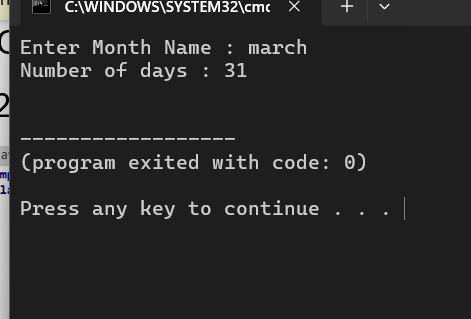 C:\WINDOWS\SYSTEM32\cmd
Enter Month Name : march
Number of days : 31
------------------
(program exited with code: 0)
Press any key to continue . . .